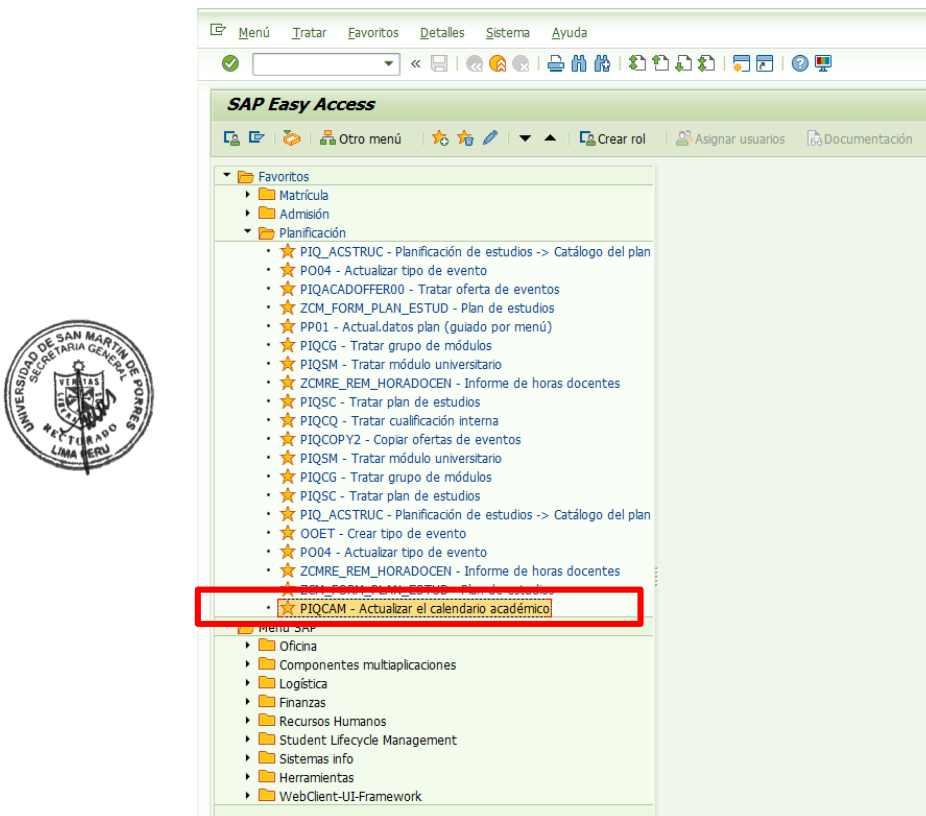 Menú Tratar Favoritos Detalles Sistema Ayuda
SAP Easy Access
Otro menú Crear rol Asignar usuarios Documentación
Favoritos
Matrícula
Admisión
Planificación
PIQ_ACSTRUC - Planificación de estudios -> Catálogo del plan
PO04 - Actualizar tipo de evento
PIQACADOFFER00 - Tratar oferta de eventos
ZCM_FORM_PLAN_ESTUD - Plan de estudios
PP01 - Actual.datos plan (guiado por menú)
PIQCG - Tratar grupo de módulos
PIQSM - Tratar módulo universitario
ZCMRE_REM_HORADOCEN - Informe de horas docentes
PIQSC - Tratar plan de estudios
PIQCQ - Tratar cualificación interna
PIQCOPY2 - Copiar ofertas de eventos
PIQSM - Tratar módulo universitario
PIQCG - Tratar grupo de módulos
PIQSC - Tratar plan de estudios
PIQ_ACSTRUC - Planificación de estudios -> Catálogo del plan
OOET - Crear tipo de evento
PO04 - Actualizar tipo de evento
ZCMRE_REM_HORADOCEN - Informe de horas docentes
ZCM_FORM_PLAN_ESTUD - Plan de estudios
PIQCAM - Actualizar el calendario académico
Menú SAP
Oficina
Componentes multiaplicaciones
Logística
Finanzas
Recursos Humanos
Student Lifecycle Management
Sistemas info
Herramientas
WebClient-UI-Framework
UNIVERSIDAD DE SAN MARTIN DE PORRES
SECRETARIA GENERAL
VERITAS
RECTORADO
LIMA PERU